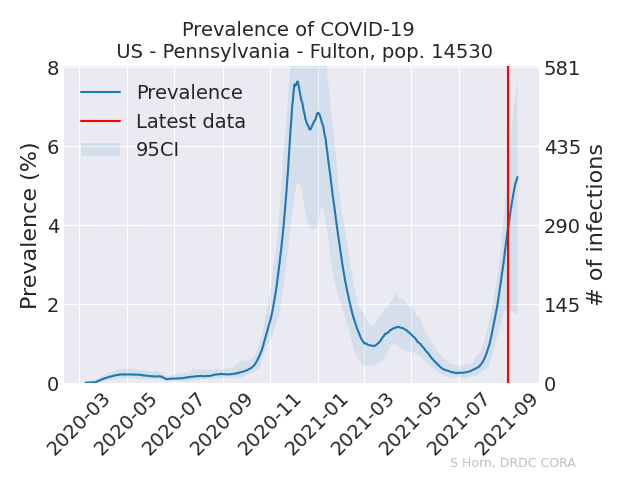 Prevalence of COVID-19
US - Pennsylvania - Fulton, pop. 14530
Prevalence (%)
8
6
4
2
0
Prevalence
Latest data
95CI
581
435
290
145
0
# of infections
2020-03
2020-05
2020-07
2020-09
2020-11
2021-01
2021-03
2021-05
2021-07
2021-09
S Horn, DRDC CORA